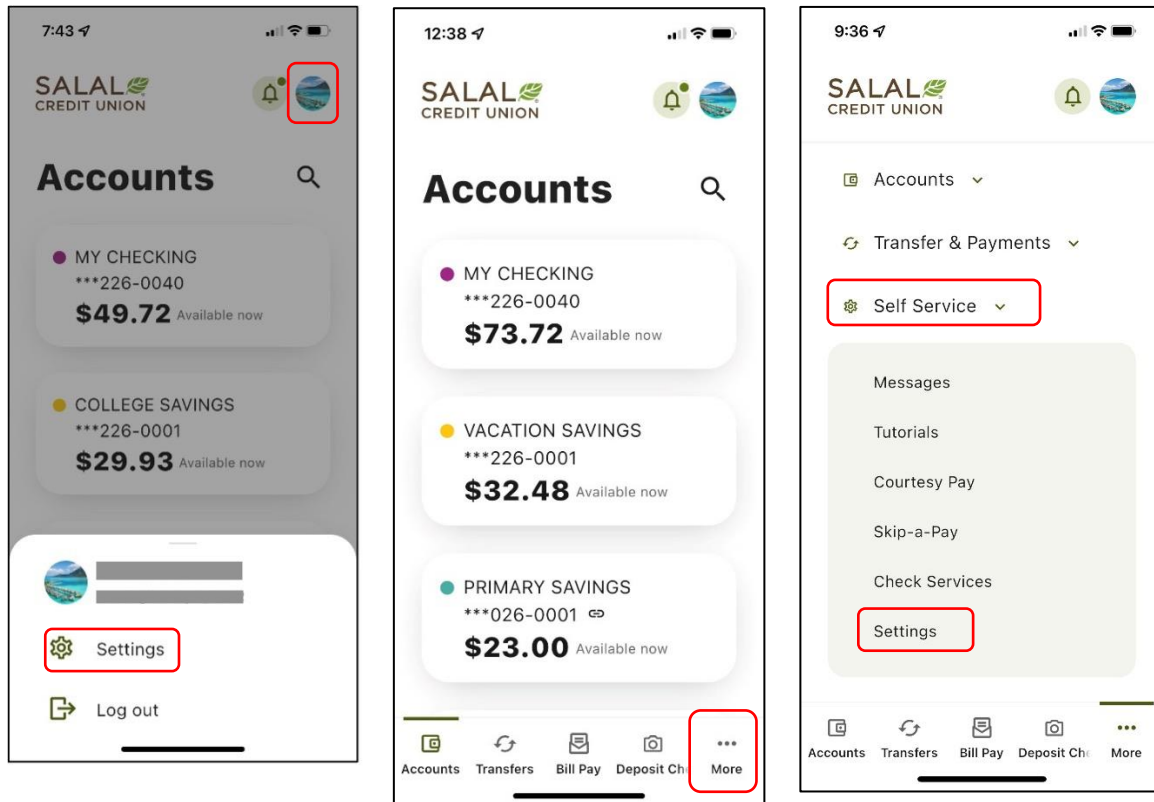 7:43
SALAL
CREDIT UNION
Accounts
MY CHECKING
***226-0040
$49.72 Available now
COLLEGE SAVINGS
***226-0001
$29.93 Available now
Settings
Log out
12:38
SALAL
CREDIT UNION
Accounts
MY CHECKING
***226-0040
$73.72 Available now
VACATION SAVINGS
***226-0001
$32.48 Available now
PRIMARY SAVINGS
***026-0001
$23.00 Available now
Accounts Transfers Bill Pay Deposit Che More
9:36
SALAL
CREDIT UNION
Accounts
Transfer & Payments
Self Service
Messages
Tutorials
Courtesy Pay
Skip-a-Pay
Check Services
Settings
Accounts Transfers Bill Pay Deposit Che More